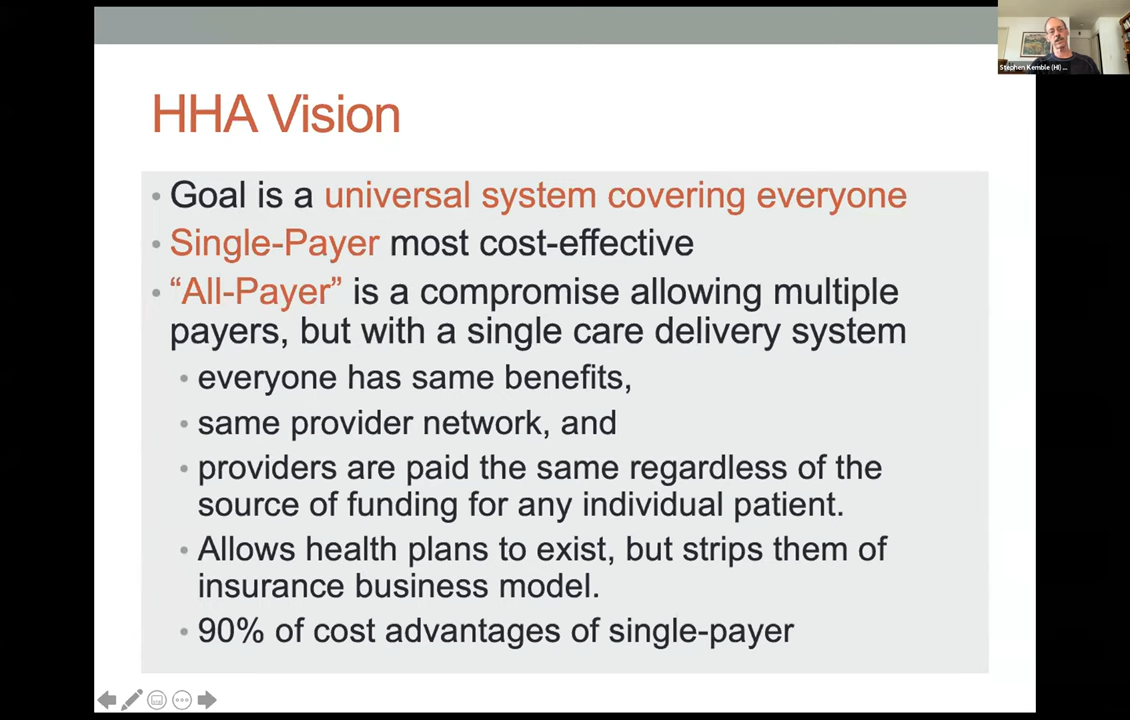 Stephen Kemble (HI) ...
HHA Vision
• Goal is a universal system covering everyone
• Single-Payer most cost-effective
• “All-Payer” is a compromise allowing multiple
payers, but with a single care delivery system
• everyone has same benefits,
• same provider network, and
• providers are paid the same regardless of the
source of funding for any individual patient.
• Allows health plans to exist, but strips them of
insurance business model.
• 90% of cost advantages of single-payer